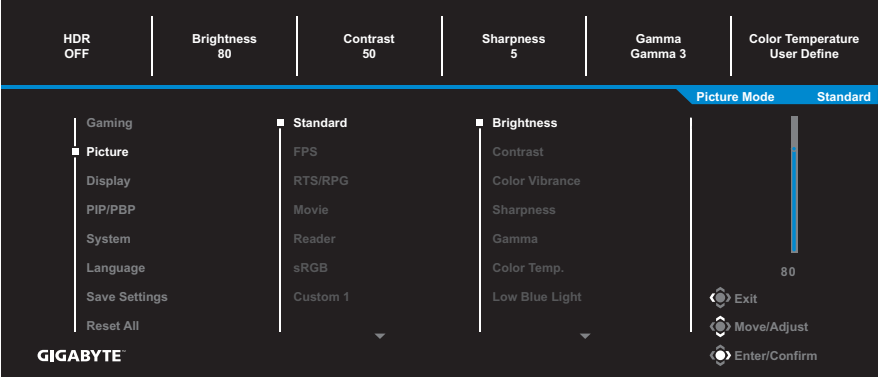 HDR Brightness Contrast Sharpness Gamma Color Temperature
OFF 80 50 5 Gamma 3 User Define
Picture Mode Standard
Gaming Standard Brightness
Picture FPS Contrast
Display RTS/RPG Color Vibrance
PIP/PBP Movie Sharpness
System Reader Gamma
Language sRGB Color Temp.
80
Save Settings Custom 1 Low Blue Light
Exit
Reset All
Move/Adjust
GIGABYTE™
Enter/Confirm